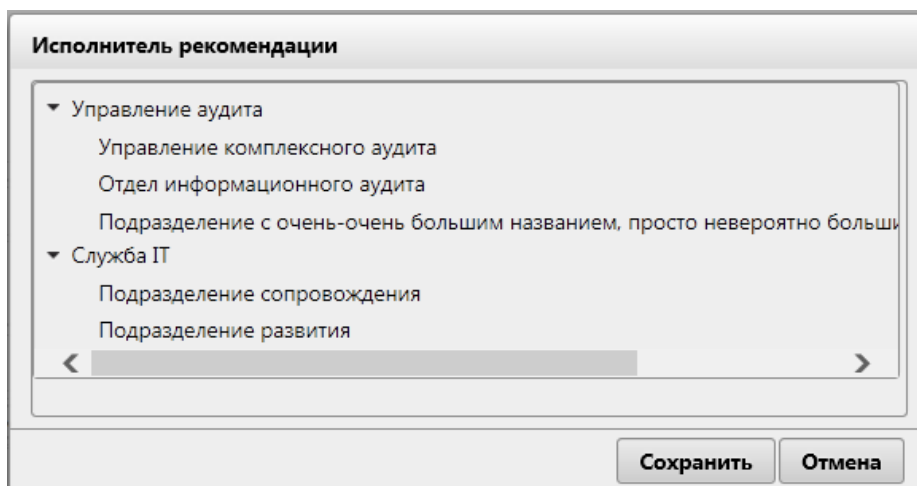 Исполнитель рекомендации
Управление аудита
Управление комплексного аудита
Отдел информационного аудита
Подразделение с очень-очень большим названием, просто невероятно больши
Служба IT
Подразделение сопровождения
Подразделение развития
Сохранить Отмена